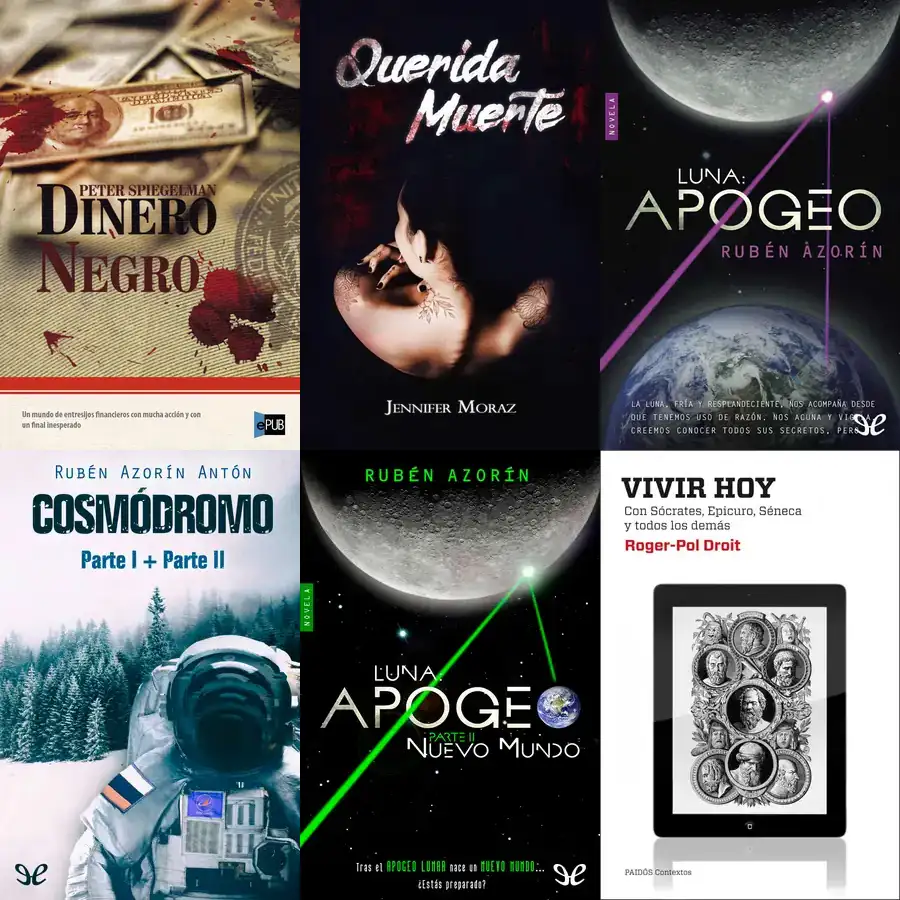 PETER SPIEGELMAN
DINERO
NEGRO
Un mundo de entresijos financieros con mucha acción y con
un final inesperado
ePUB
Querida
Muerte
JENNIFER MORAZ
NOVELA
LUNA:
APOGEO
RUBÉN AZORÍN
LA LUNA, FRÍA Y RESPLANDECIENTE, NOS ACOMPAÑA DESDE
QUE TENEMOS USO DE RAZÓN. NOS ACUNA Y VIGILA
CREEMOS CONOCER TODOS SUS SECRETOS, PERO
RUBÉN AZORÍN ANTÓN
COSMÓDROMO
Parte I + Parte II
RUBÉN AZORÍN
NOVELA
LUNA:
APOGEO
PARTE II
NUEVO MUNDO
Tras el APOGEO LUNAR nace un NUEVO MUNDO...
¿Estás preparado?
VIVIR HOY
Con Sócrates, Epicuro, Séneca
y todos los demás
Roger-Pol Droit
PAIDÓS Contextos